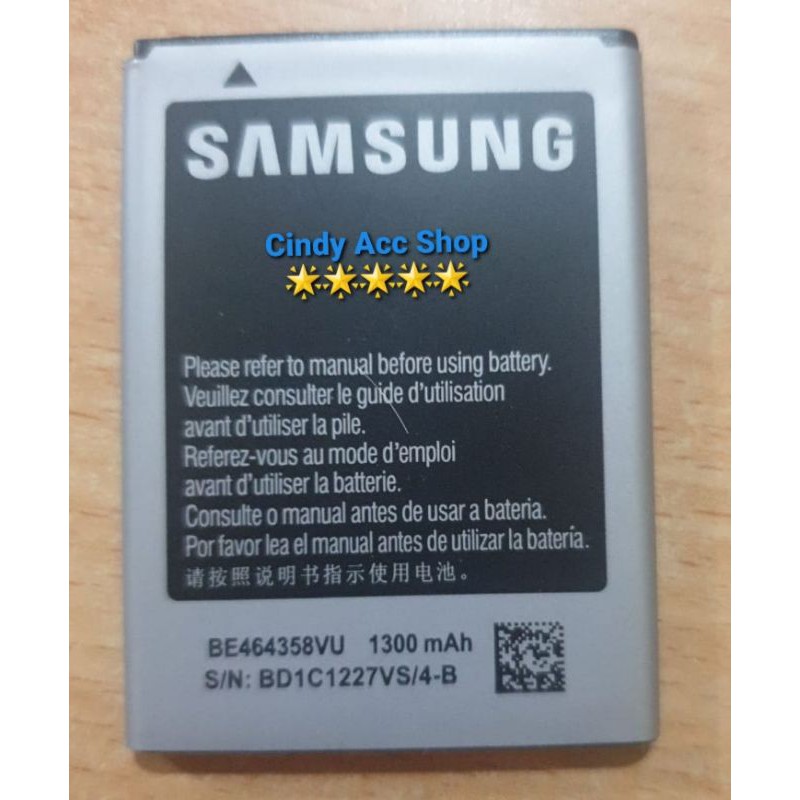 SAMSUNG
Cindy Acc Shop
Please refer to manual before using battery.
Veuillez consulter le guide d'utilisation
avant d'utiliser la pile.
Referez-vous au mode d'emploi
avant d'utiliser la batterie.
Consulte o manual antes de usar a bateria.
Por favor lea el manual antes de utilizar la batería.
请按照说明书指示使用电池。
BE464358VU 1300 mAh
S/N: BD1C1227VS/4-B